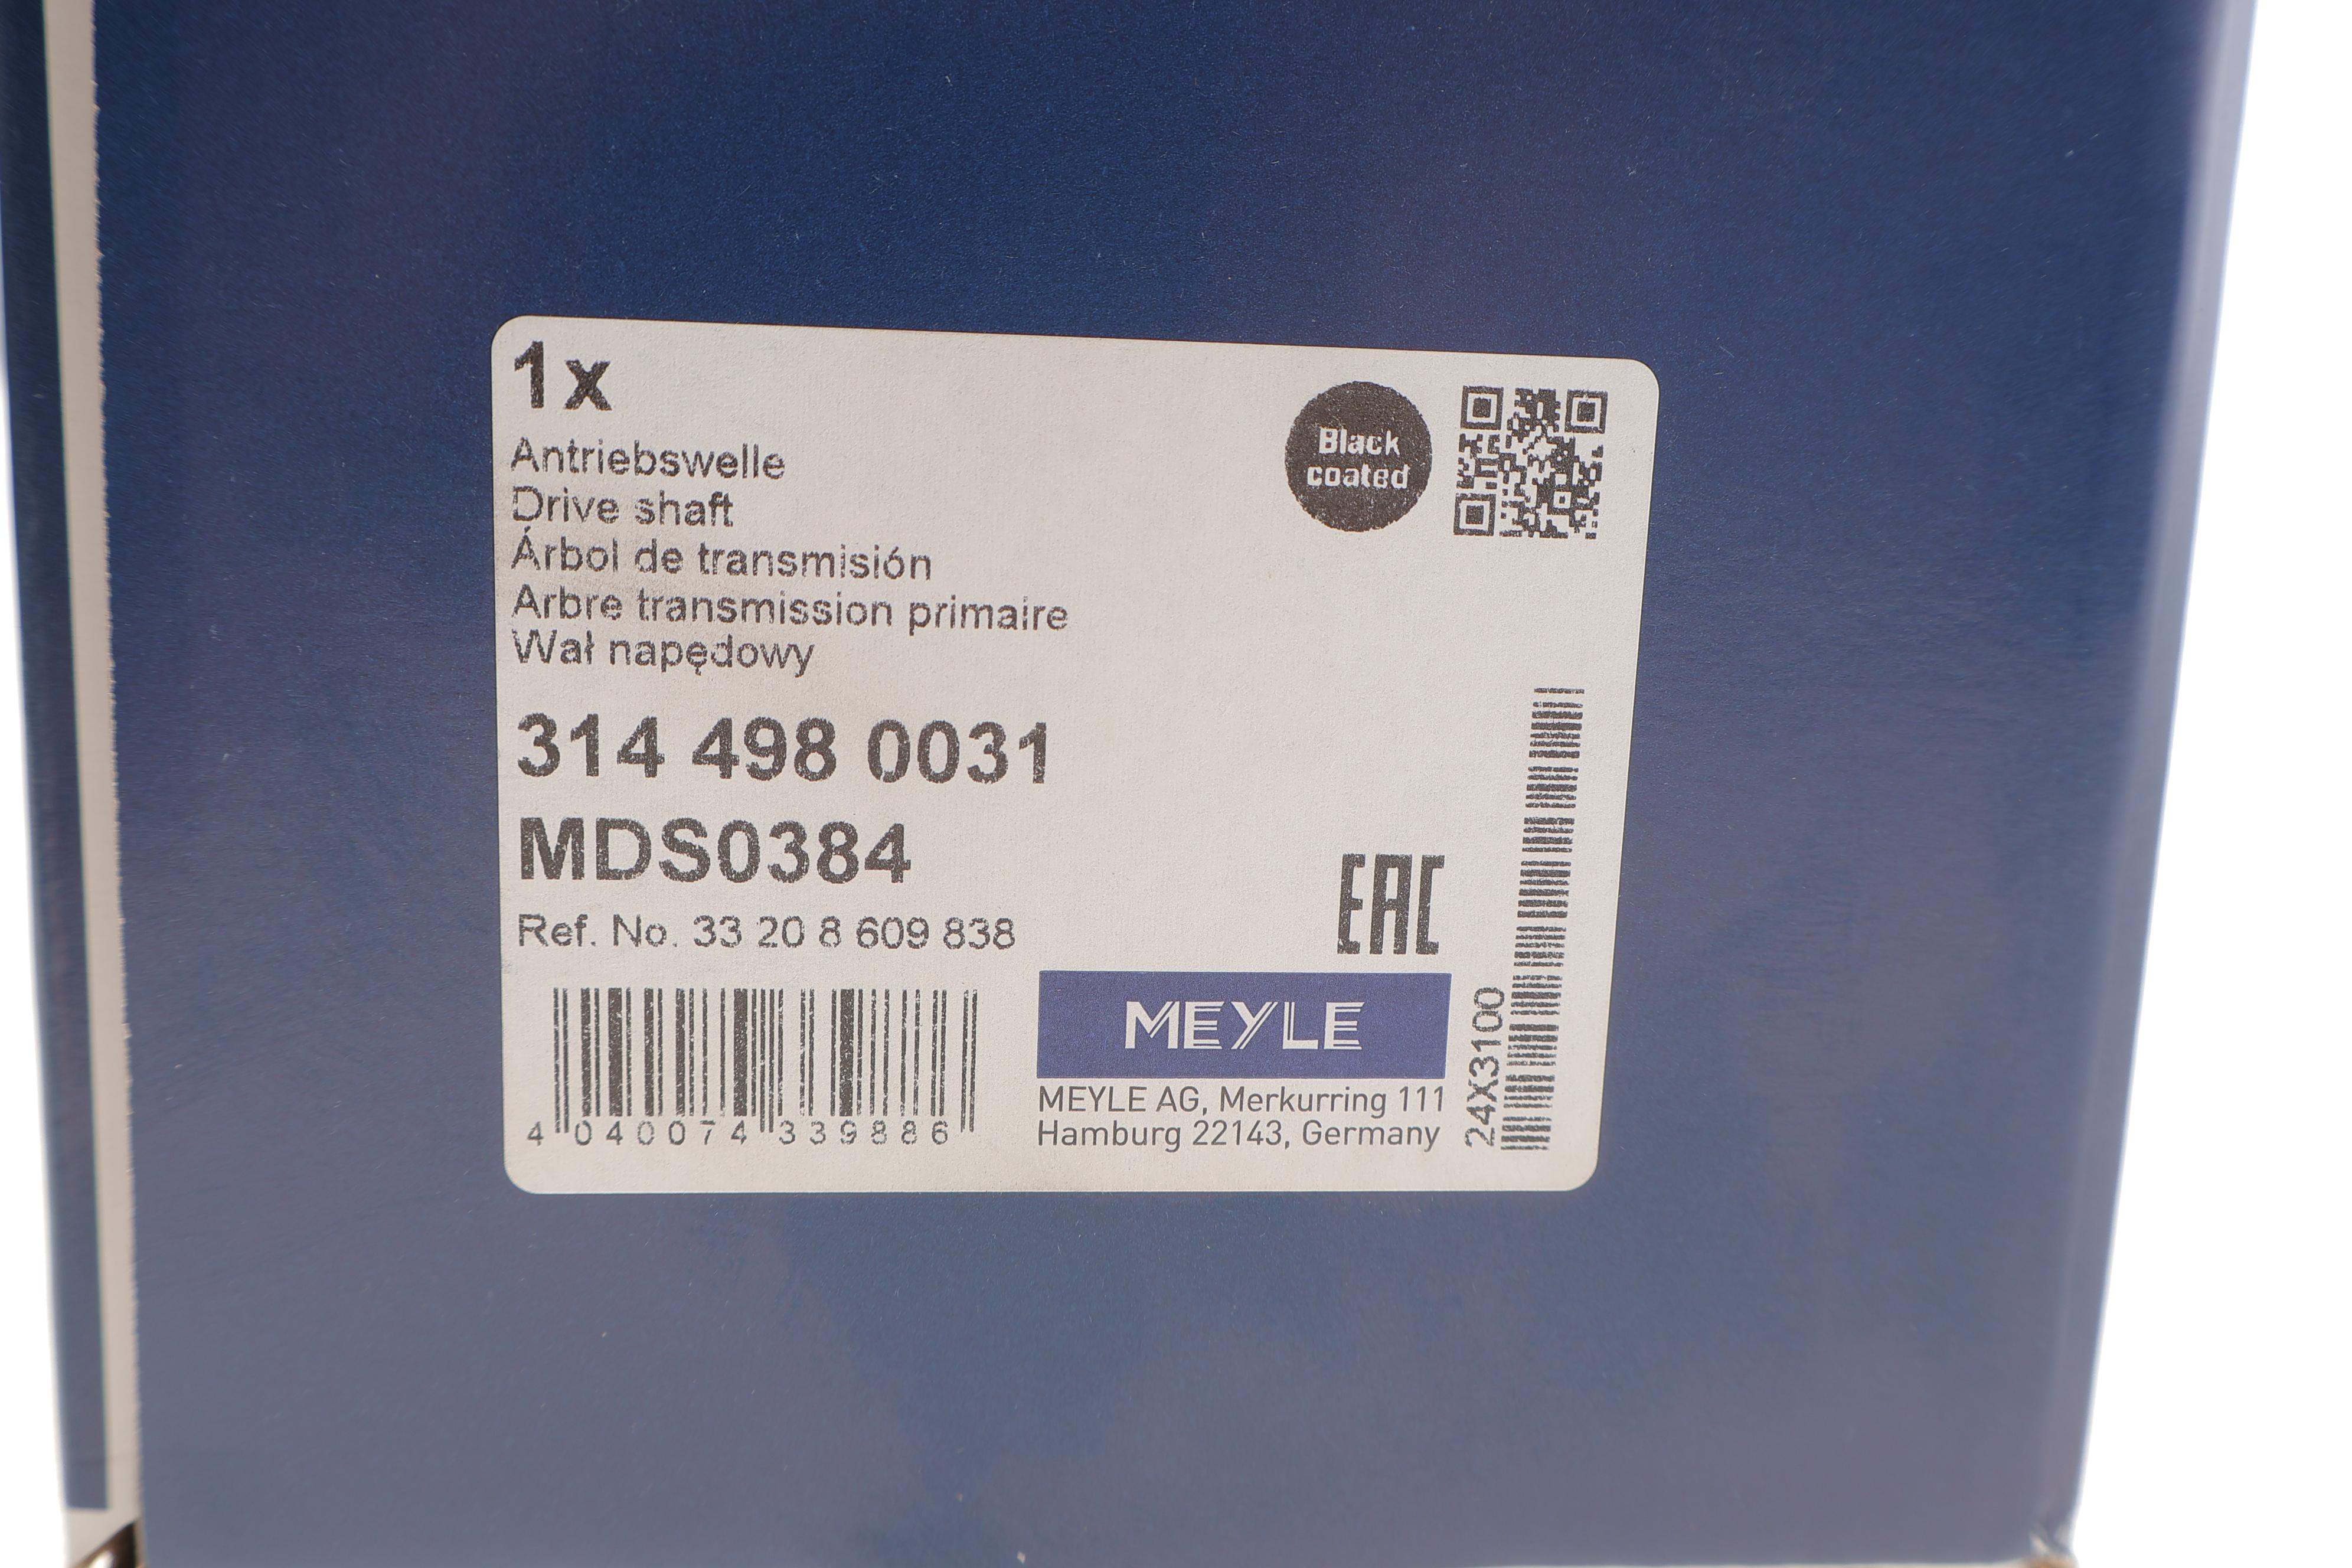 1x
Antriebswelle
Drive shaft
Árbol de transmisión
Arbre transmission primaire
Wał napędowy
Black
coated
314 498 0031
MDS0384
Ref. No. 33 20 8 609 838
EAC
4 040074 339886
MEYLE
MEYLE AG, Merkurring 111
Hamburg 22143, Germany
24X3100